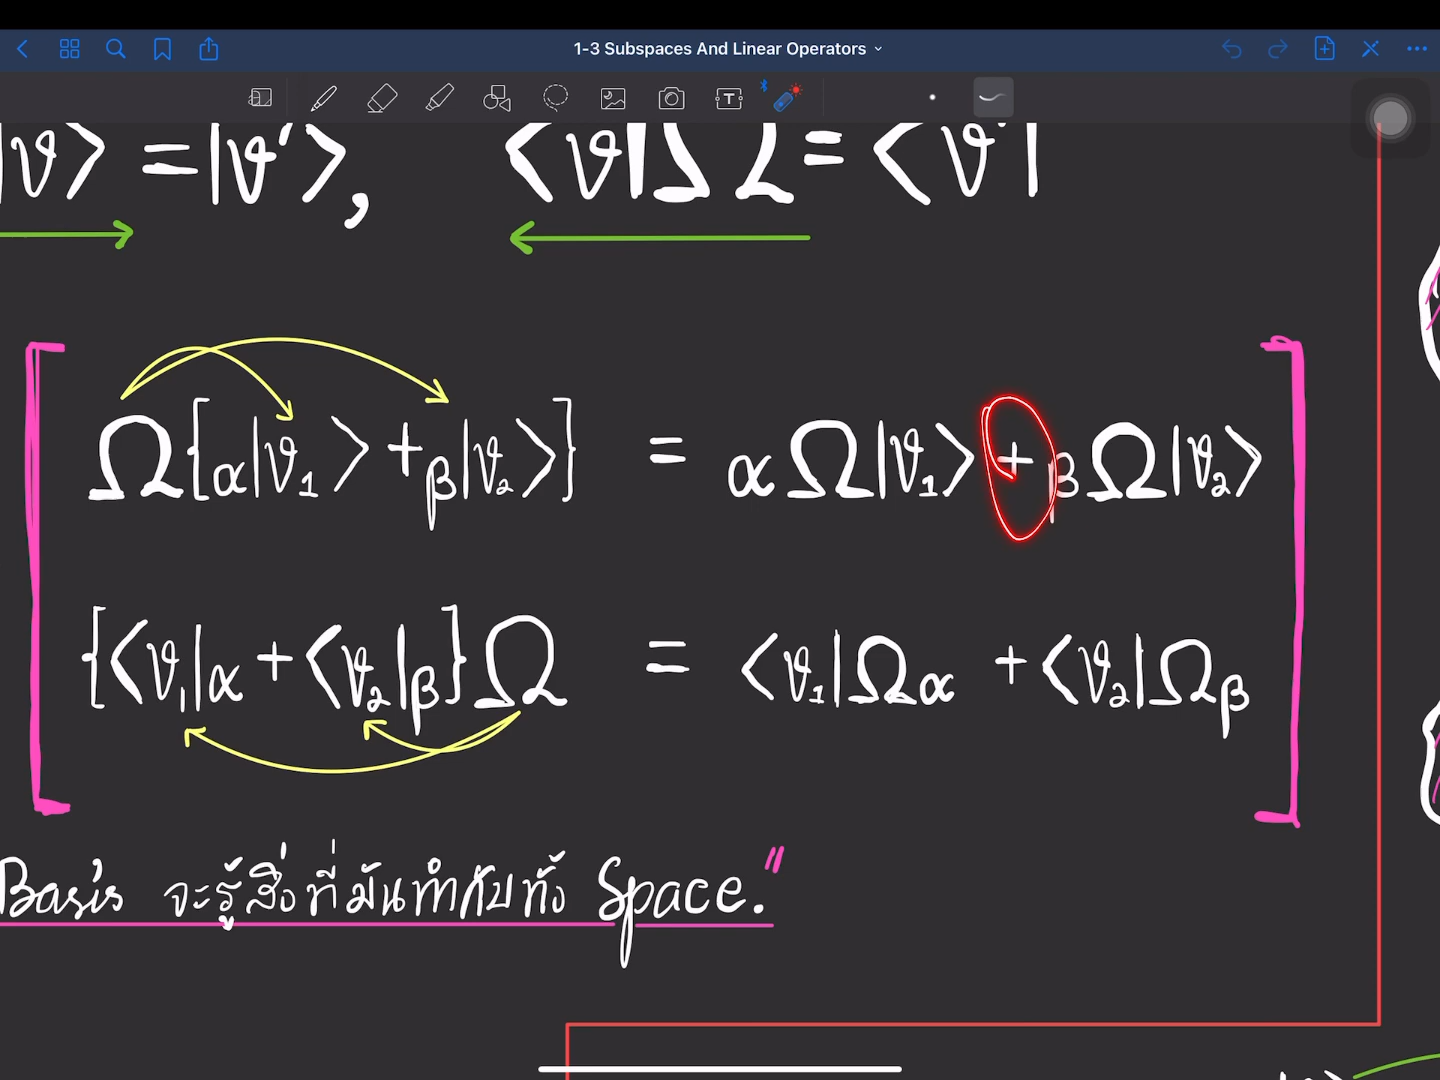 1-3 Subspaces And Linear Operators
|v⟩ = |v'⟩, ⟨v|Ω = ⟨v'|
Ω{α|v₁⟩ + β|v₂⟩} = αΩ|v₁⟩ + βΩ|v₂⟩
{⟨v₁|α + ⟨v₂|β}Ω = ⟨v₁|Ωα + ⟨v₂|Ωβ
Basis จะรู้สิ่งที่มันทำกับทั้ง Space."